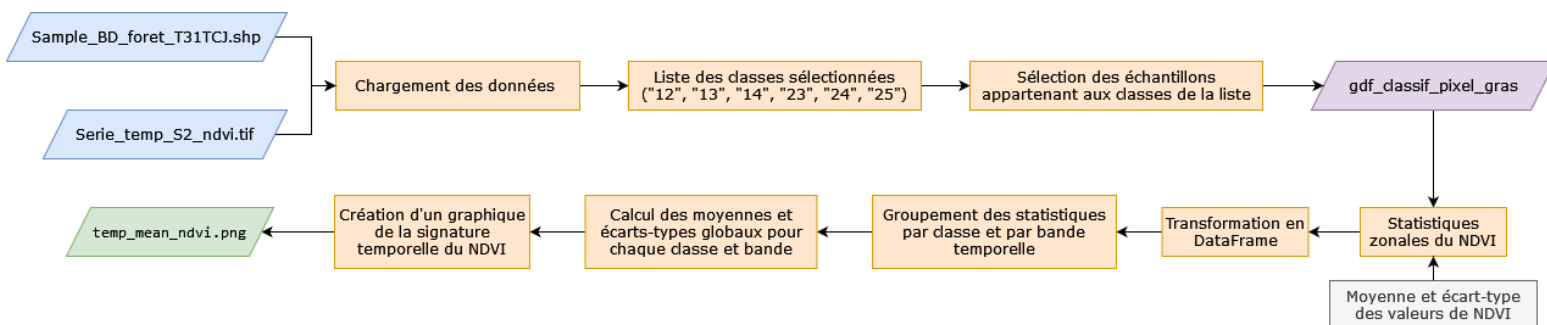 Sample_BD_foret_T31TCJ.shp
Serie_temp_S2_ndvi.tif
Chargement des données
Liste des classes sélectionnées
("12", "13", "14", "23", "24", "25")
Sélection des échantillons
appartenant aux classes de la liste
gdf_classif_pixel_gras
Statistiques
zonales du NDVI
Moyenne et écart-type
des valeurs de NDVI
Transformation en
DataFrame
Groupement des statistiques
par classe et par bande
temporelle
Calcul des moyennes et
écarts-types globaux pour
chaque classe et bande
Création d'un graphique
de la signature
temporelle du NDVI
temp_mean_ndvi.png